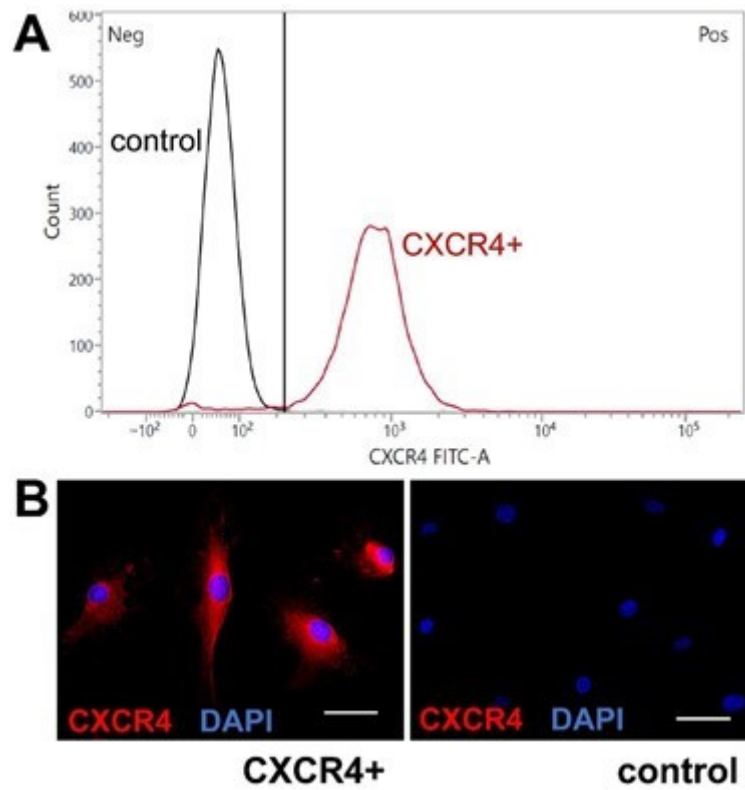 A
Neg
Pos
600
500
400
300
200
100
0
Count
control
CXCR4+
−10² 0 10² 10³ 10⁴ 10⁵
CXCR4 FITC-A
B
CXCR4 DAPI
CXCR4 DAPI
CXCR4+
control